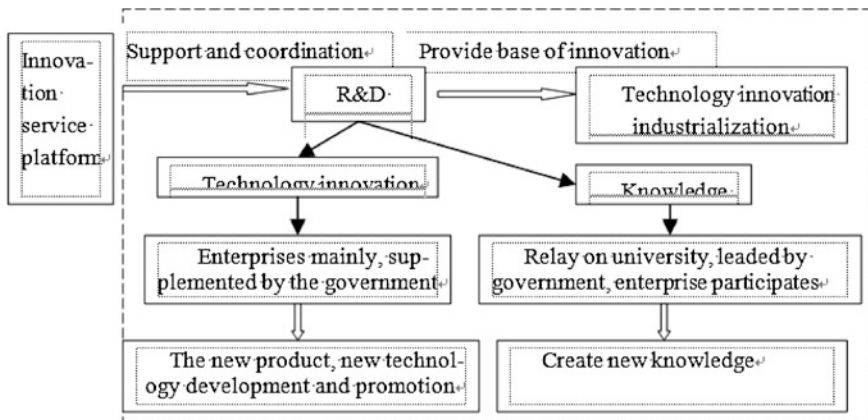 Support and coordination
Provide base of innovation
Innova-
tion
service
platform
R&D
Technology innovation
industrialization
Technology innovation
Knowledge
Enterprises mainly, sup-
plemented by the government
Relay on university, leaded by
government, enterprise participates
The new product, new technol-
ogy development and promotion
Create new knowledge